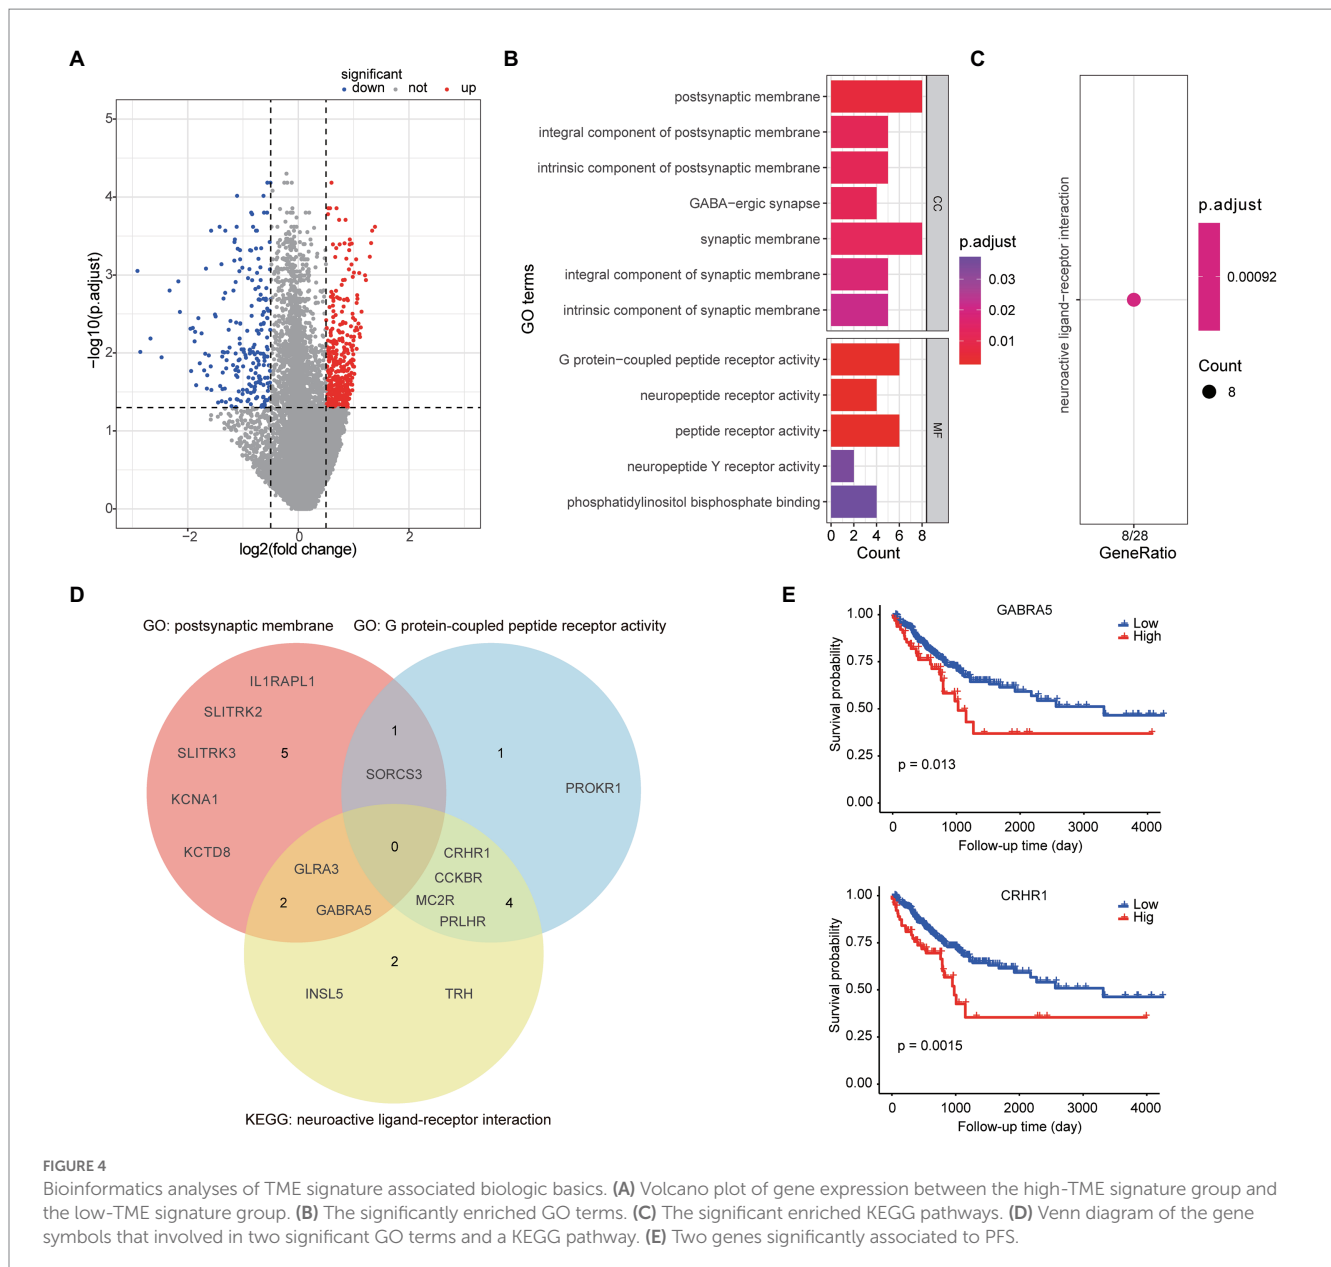 A
significant
down not up
5
4
3
2
1
0
−log10(p.adjust)
−2 0 2
log2(fold change)
B
GO terms
postsynaptic membrane
integral component of postsynaptic membrane
intrinsic component of postsynaptic membrane
GABA−ergic synapse
synaptic membrane
integral component of synaptic membrane
intrinsic component of synaptic membrane
CC
G protein−coupled peptide receptor activity
neuropeptide receptor activity
peptide receptor activity
neuropeptide Y receptor activity
phosphatidylinositol bisphosphate binding
MF
0 2 4 6 8
Count
p.adjust
0.03
0.02
0.01
C
neuroactive ligand−receptor interaction
8/28
GeneRatio
p.adjust
0.00092
Count
8
D
GO: postsynaptic membrane
GO: G protein-coupled peptide receptor activity
IL1RAPL1
SLITRK2
SLITRK3
5
KCNA1
KCTD8
1
SORCS3
1
PROKR1
0
GLRA3
2
GABRA5
CRHR1
CCKBR
MC2R
4
PRLHR
2
INSL5
TRH
KEGG: neuroactive ligand-receptor interaction
E
GABRA5
Low
High
Survival probability
1.00
0.75
0.50
0.25
0.00
p = 0.013
0 1000 2000 3000 4000
Follow-up time (day)
CRHR1
Low
Hig
Survival probability
1.00
0.75
0.50
0.25
0.00
p = 0.0015
0 1000 2000 3000 4000
Follow-up time (day)
FIGURE 4
Bioinformatics analyses of TME signature associated biologic basics. (A) Volcano plot of gene expression between the high-TME signature group and
the low-TME signature group. (B) The significantly enriched GO terms. (C) The significant enriched KEGG pathways. (D) Venn diagram of the gene
symbols that involved in two significant GO terms and a KEGG pathway. (E) Two genes significantly associated to PFS.